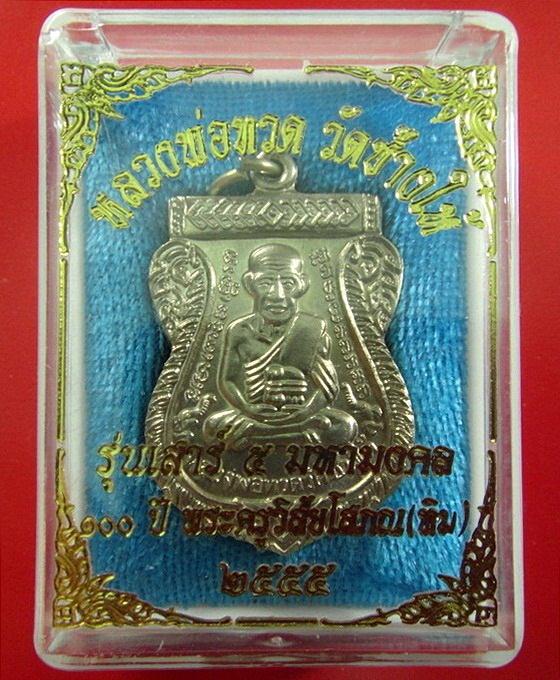 หลวงพ่อทวด วัดช้างให้
รุ่นเสาร์ ๕ มหามงคล
๑๐๐ ปี พระครูวิสัยโสภณ(ทิม)
๒๕๕๕